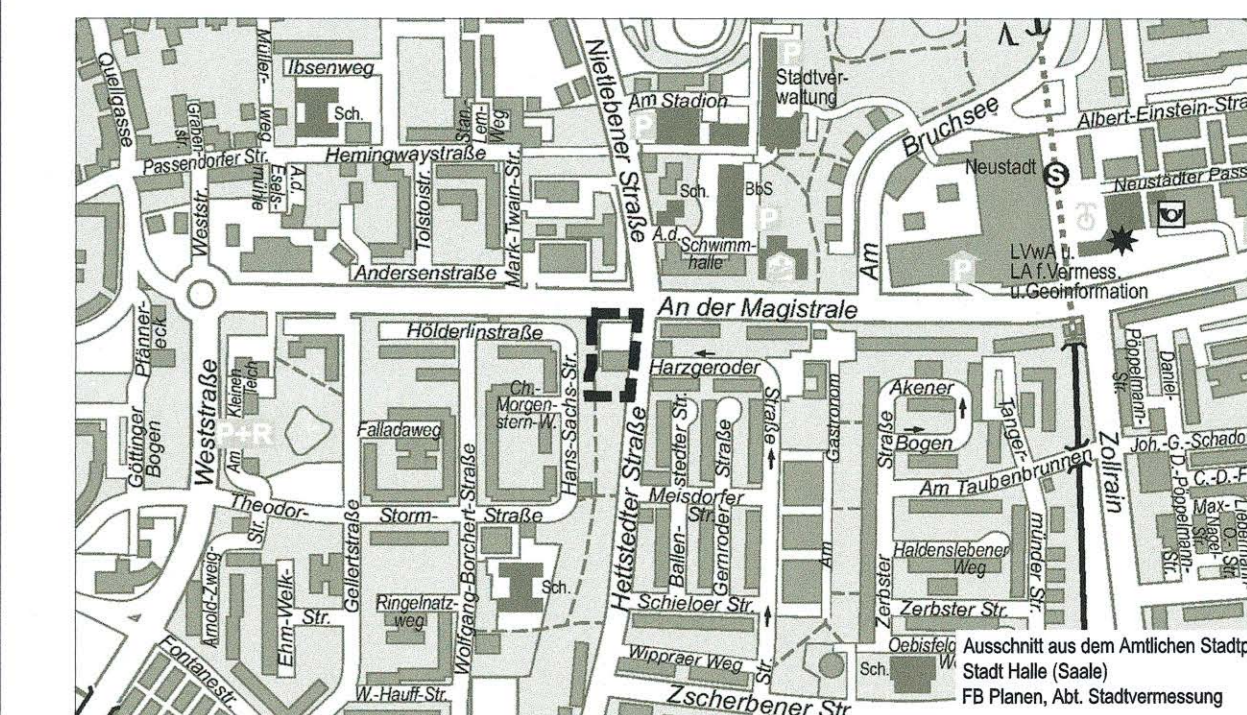 Quellgasse
Müller-
weg
Ibsenweg
Sch.
Graben-
str.
Passendorfer Str.
Stan.-
Lem-
Weg
Hemingwaystraße
A.d.
Esels-
mühle
Weststr.
Tolstoistr.
Mark-Twain-Str.
Andersenstraße
Nietlebener Straße
Am Stadion
P
P
Stadtver-
waltung
Sch.
BbS
P
A.d.
Schwimm-
halle
Am
Bruchsee
Albert-Einstein-Stra
Neustadt
S
Neustädter Pass
LVwA u.
LA f.Vermess.
u.Geoinformation
P
An der Magistrale
Pfänner-
eck
Göttinger
Bogen
Weststraße
Am
Kleinen
Teich
P+R
Hölderlinstraße
Falladaweg
Ch.-
Morgen-
stern-W.
Hans-Sachs-Str.
Theodor-
Storm-
Straße
Gellertstraße
Wolfgang-Borchert-Straße
Arnold-Zweig-
Str.
Ehm-Welk-
Str.
Ringelnatz-
weg
Sch.
Fontanestr.
W.-Hauff-Str.
Hettstedter Straße
Harzgeroder
Straße
Ballen-
stedter Str.
Gernroder
Straße
Meisdorfer
Str.
Schieloer Str.
Wippraer Weg
Zscherbener Str
Str.
Am
Gastronom
Akener
Bogen
Zerbster
Straße
Tanger-
münder Str.
Am Taubenbrunnen
Haldenslebener
Weg
Zerbster Str.
Oebisfeld
Sch.
Zollrain
Pöppelmann-
Str.
Daniel-
Joh.-G.-Schado
C.-D.-F
Max-
Nagel-
Str.
D.-Pöppelmann-
Str.
Ausschnitt aus dem Amtlichen Stadtp
Stadt Halle (Saale)
FB Planen, Abt. Stadtvermessung